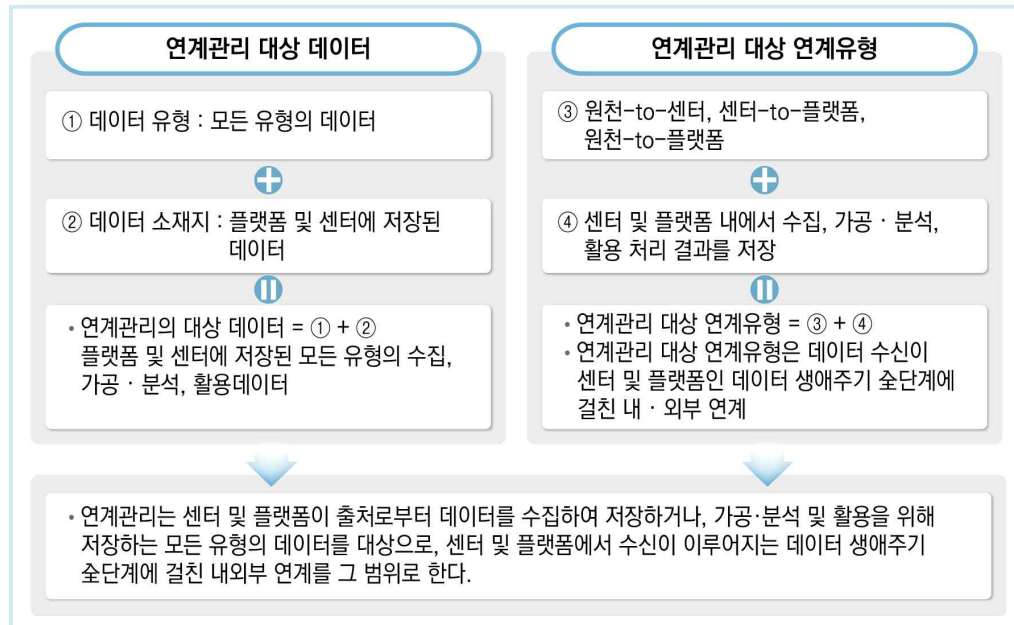 연계관리 대상 데이터
① 데이터 유형 : 모든 유형의 데이터
② 데이터 소재지 : 플랫폼 및 센터에 저장된
데이터
• 연계관리의 대상 데이터 = ① + ②
플랫폼 및 센터에 저장된 모든 유형의 수집,
가공 · 분석, 활용데이터
연계관리 대상 연계유형
③ 원천-to-센터, 센터-to-플랫폼,
원천-to-플랫폼
④ 센터 및 플랫폼 내에서 수집, 가공 · 분석,
활용 처리 결과를 저장
• 연계관리 대상 연계유형 = ③ + ④
• 연계관리 대상 연계유형은 데이터 수신이
센터 및 플랫폼인 데이터 생애주기 全단계에
걸친 내 · 외부 연계
• 연계관리는 센터 및 플랫폼이 출처로부터 데이터를 수집하여 저장하거나, 가공·분석 및 활용을 위해
저장하는 모든 유형의 데이터를 대상으로, 센터 및 플랫폼에서 수신이 이루어지는 데이터 생애주기
全단계에 걸친 내외부 연계를 그 범위로 한다.